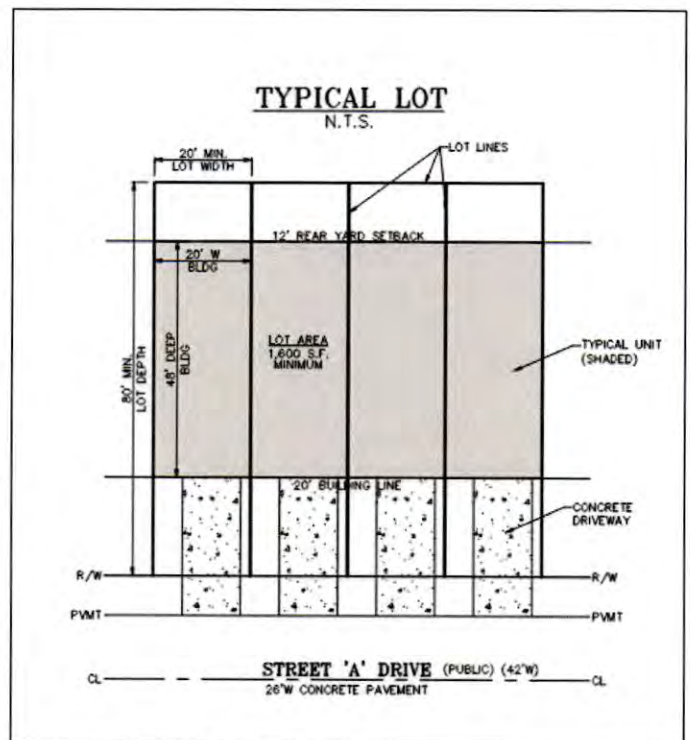 TYPICAL LOT
N.T.S.
20' MIN.
LOT WIDTH
LOT LINES
12' REAR YARD SETBACK
20' W
BLDG
80' MIN.
LOT DEPTH
48' DEEP
BLDG
LOT AREA
1,600 S.F.
MINIMUM
TYPICAL UNIT
(SHADED)
20' BUILDING LINE
CONCRETE
DRIVEWAY
R/W
R/W
PVMT
PVMT
STREET 'A' DRIVE (PUBLIC) (42'W)
CL
CL
26'W CONCRETE PAVEMENT